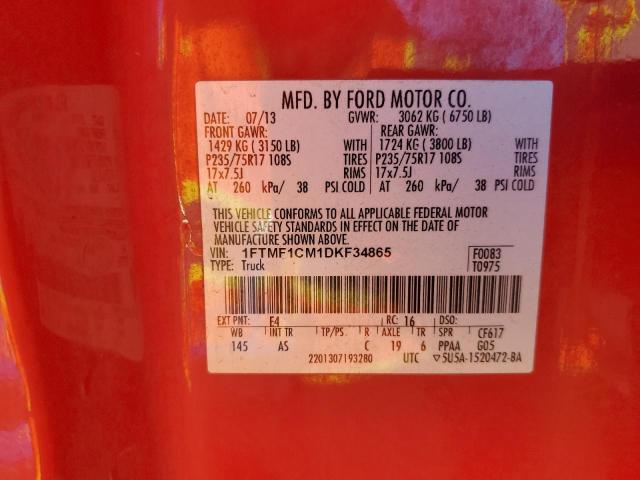 MFD. BY FORD MOTOR CO.
DATE: 07/13 GVWR: 3062 KG ( 6750 LB)
FRONT GAWR: REAR GAWR:
1429 KG ( 3150 LB) WITH 1724 KG ( 3800 LB) WITH
P235/75R17 108S TIRES P235/75R17 108S TIRES
17x7.5J RIMS 17x7.5J RIMS
AT 260 kPa/ 38 PSI COLD AT 260 kPa/ 38 PSI COLD
THIS VEHICLE CONFORMS TO ALL APPLICABLE FEDERAL MOTOR
VEHICLE SAFETY STANDARDS IN EFFECT ON THE DATE OF
MANUFACTURE SHOWN ABOVE.
VIN: 1FTMF1CM1DKF34865 F0083
TYPE: Truck T0975
EXT PNT: F4 RC: 16 DSO:
WB INT TR TP/PS R AXLE TR SPR CF617
145 AS C 19 6 PPAA G05
2201307193280 UTC ▽5U5A-1520472-BA